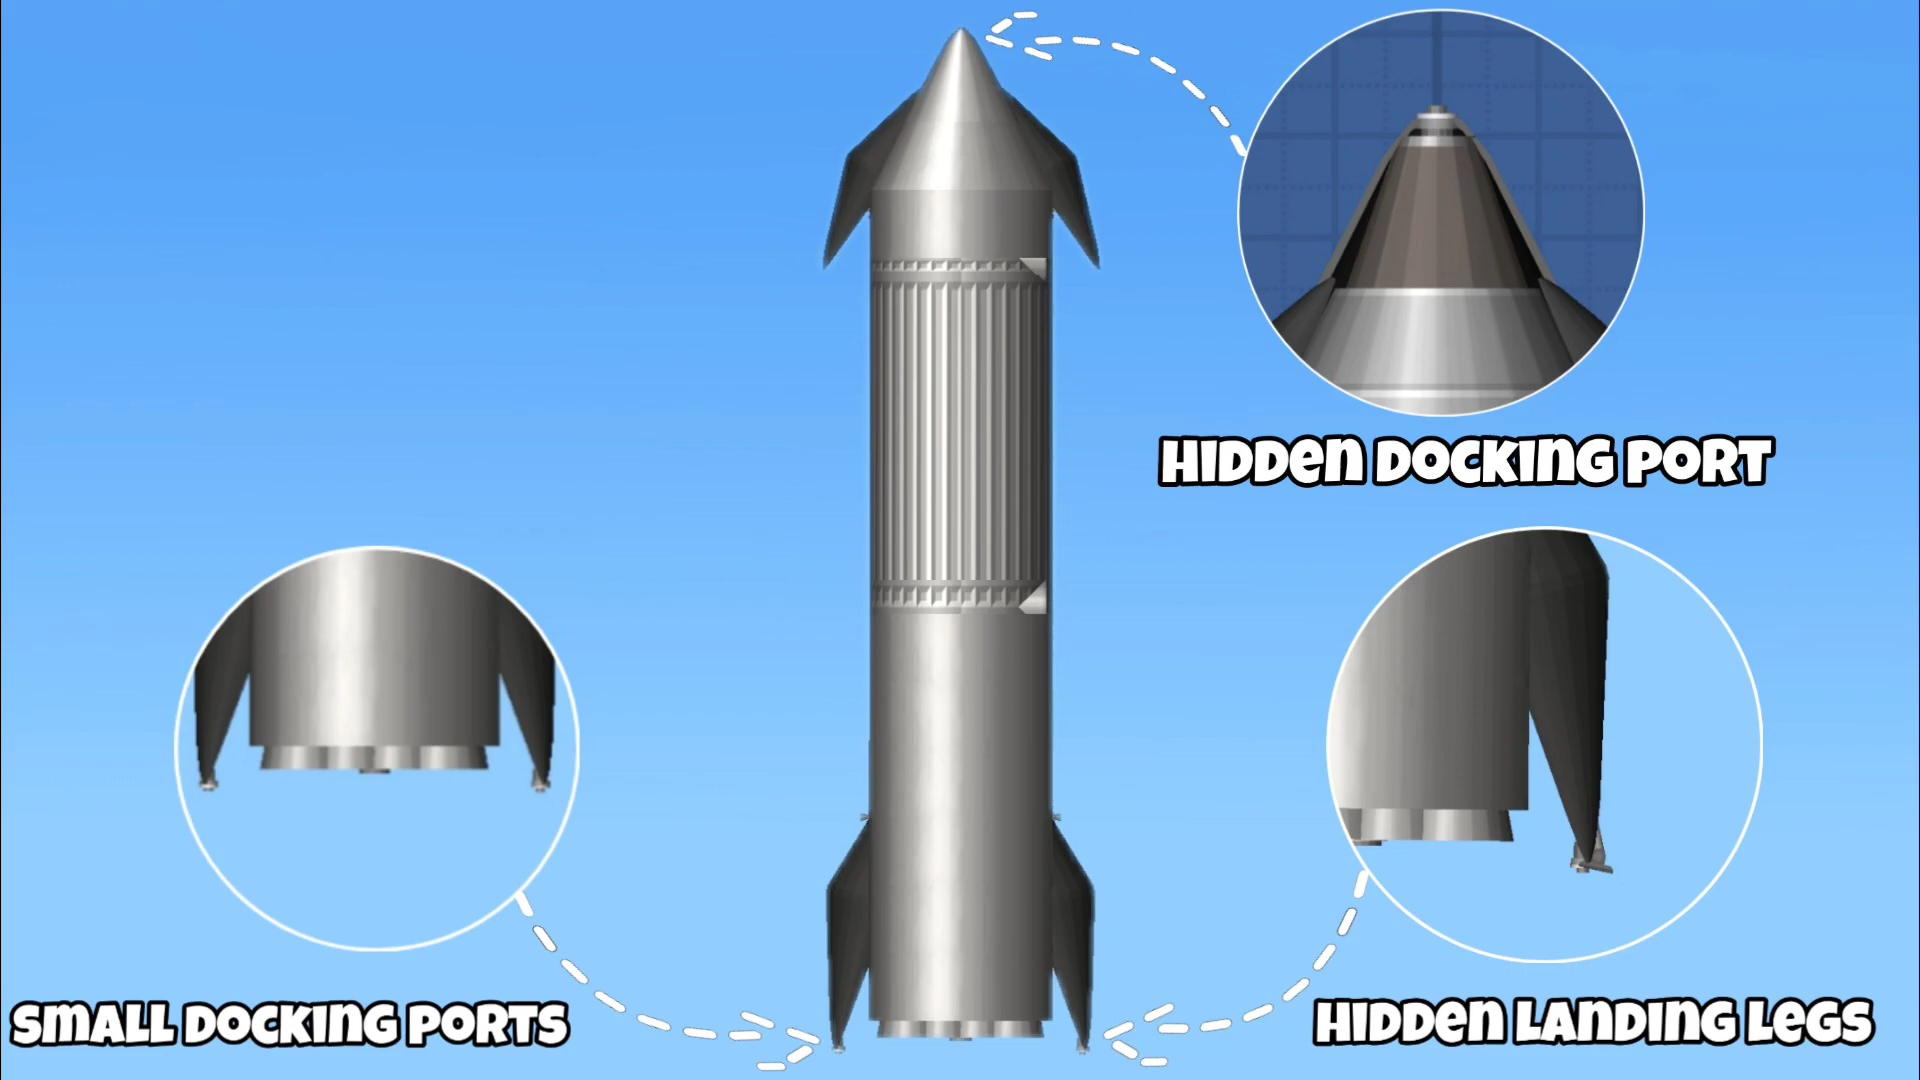 HIDDEN DOCKING PORT
SMALL DOCKING PORTS
HIDDEN LANDING LEGS